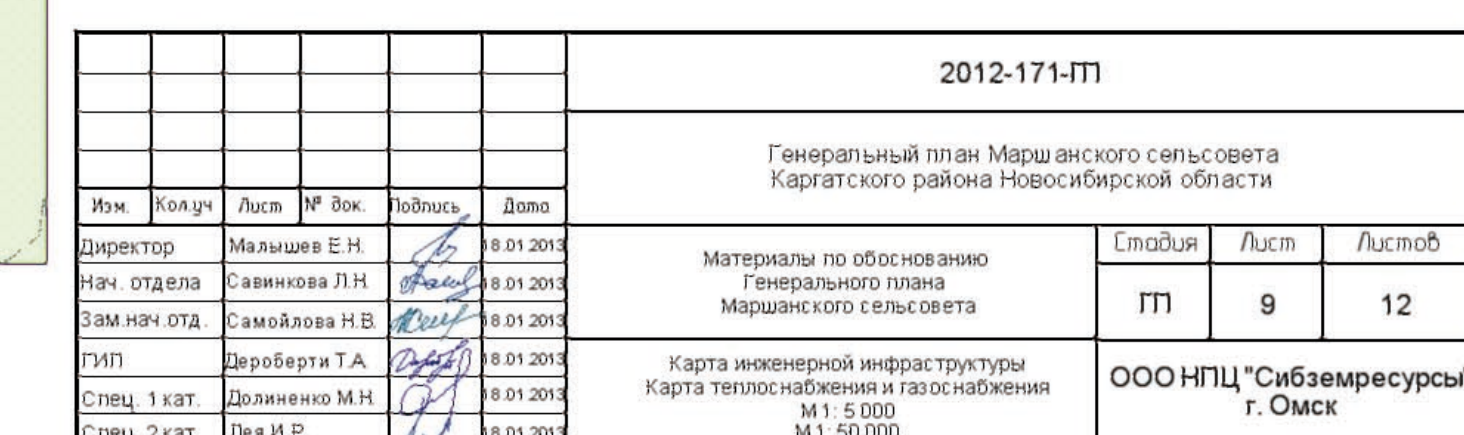 2012-171-ГП
Генеральный план Маршанского сельсовета
Каргатского района Новосибирской области
Изм. Кол.уч Лист № док. Подпись Дата
Директор Малышев Е.Н. 18.01.2013
Нач. отдела Савинкова Л.Н. 18.01.2013
Зам.нач.отд. Самойлова Н.В. 18.01.2013
ГИП Дероберти Т.А. 18.01.2013
Спец. 1 кат. Долиненко М.Н. 18.01.2013
Спец. 2 кат. 18.01.2013
Материалы по обоснованию
Генерального плана
Маршанского сельсовета
Стадия Лист Листов
ГП 9 12
Карта инженерной инфраструктуры
Карта теплоснабжения и газоснабжения
М 1: 5 000
М 1: 50 000
ООО НПЦ "Сибземресурсы"
г. Омск